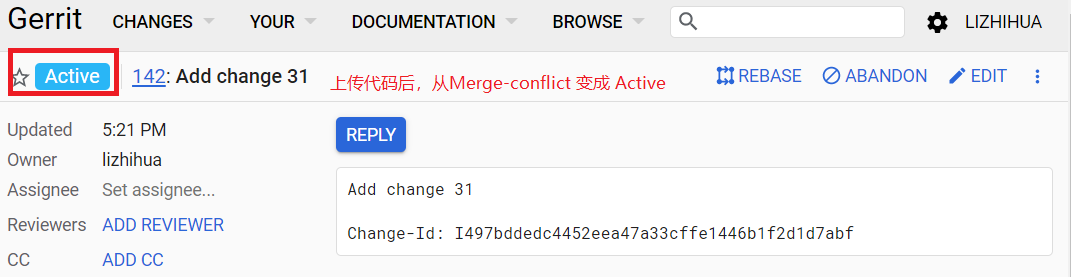 Gerrit CHANGES YOUR DOCUMENTATION BROWSE LIZHIHUA
Active 142: Add change 31 上传代码后，从Merge-conflict 变成 Active REBASE ABANDON EDIT
Updated 5:21 PM
REPLY
Owner lizhihua
Assignee Set assignee...
Add change 31
Reviewers ADD REVIEWER
Change-Id: I497bddedc4452eea47a33cffe1446b1f2d1d7abf
CC ADD CC